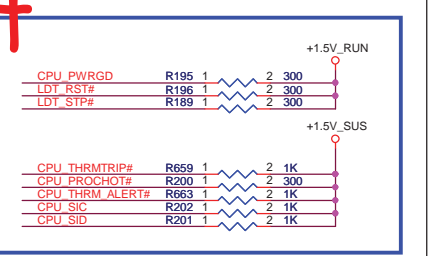 +1.5V_RUN
CPU_PWRGD R195 1 2 300
LDT_RST# R196 1 2 300
LDT_STP# R189 1 2 300
+1.5V_SUS
CPU_THRMTRIP# R659 1 2 1K
CPU_PROCHOT# R200 1 2 300
CPU_THRM_ALERT# R663 1 2 1K
CPU_SIC R202 1 2 1K
CPU_SID R201 1 2 1K